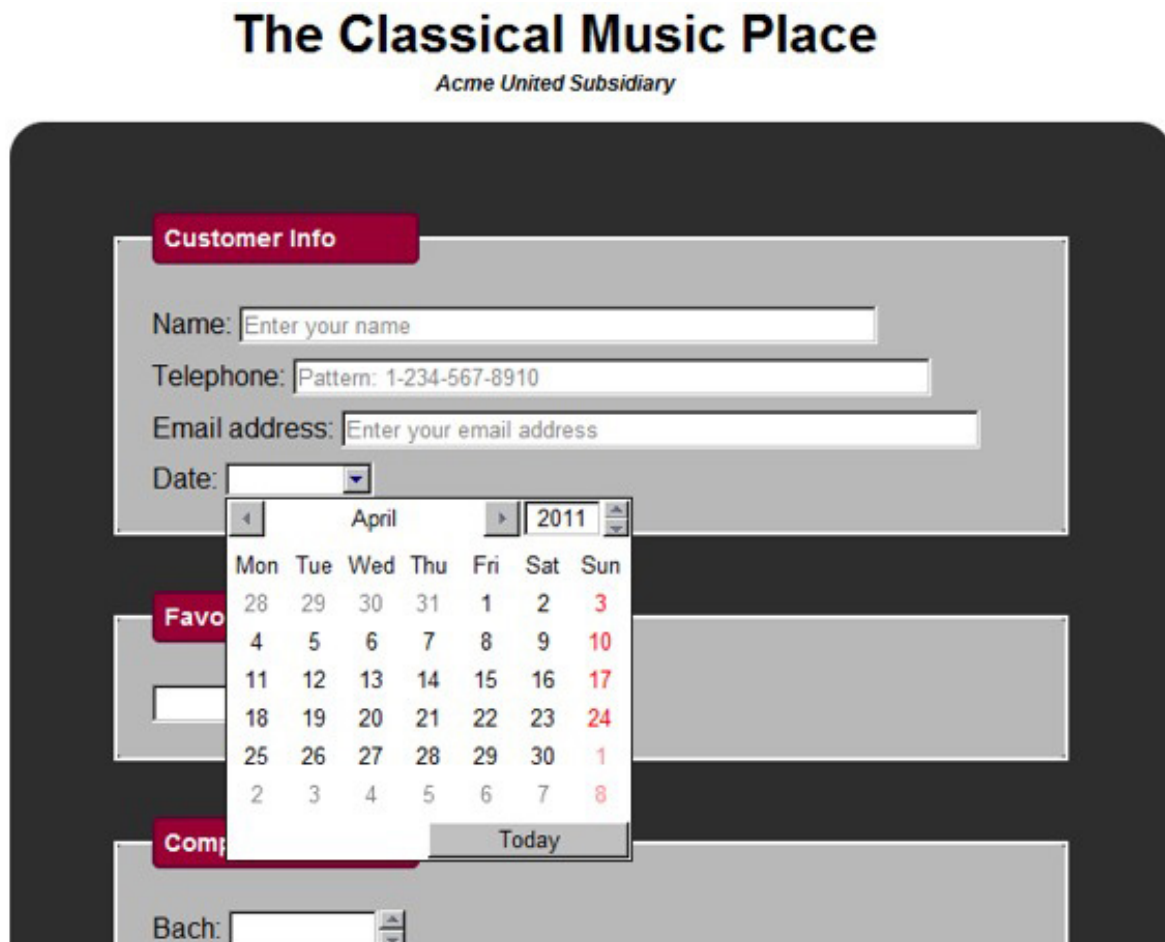 The Classical Music Place
Acme United Subsidiary
Customer Info
Name: Enter your name
Telephone: Pattern: 1-234-567-8910
Email address: Enter your email address
Date:
April 2011
Mon Tue Wed Thu Fri Sat Sun
28 29 30 31 1 2 3
4 5 6 7 8 9 10
11 12 13 14 15 16 17
18 19 20 21 22 23 24
25 26 27 28 29 30 1
2 3 4 5 6 7 8
Today
Bach: